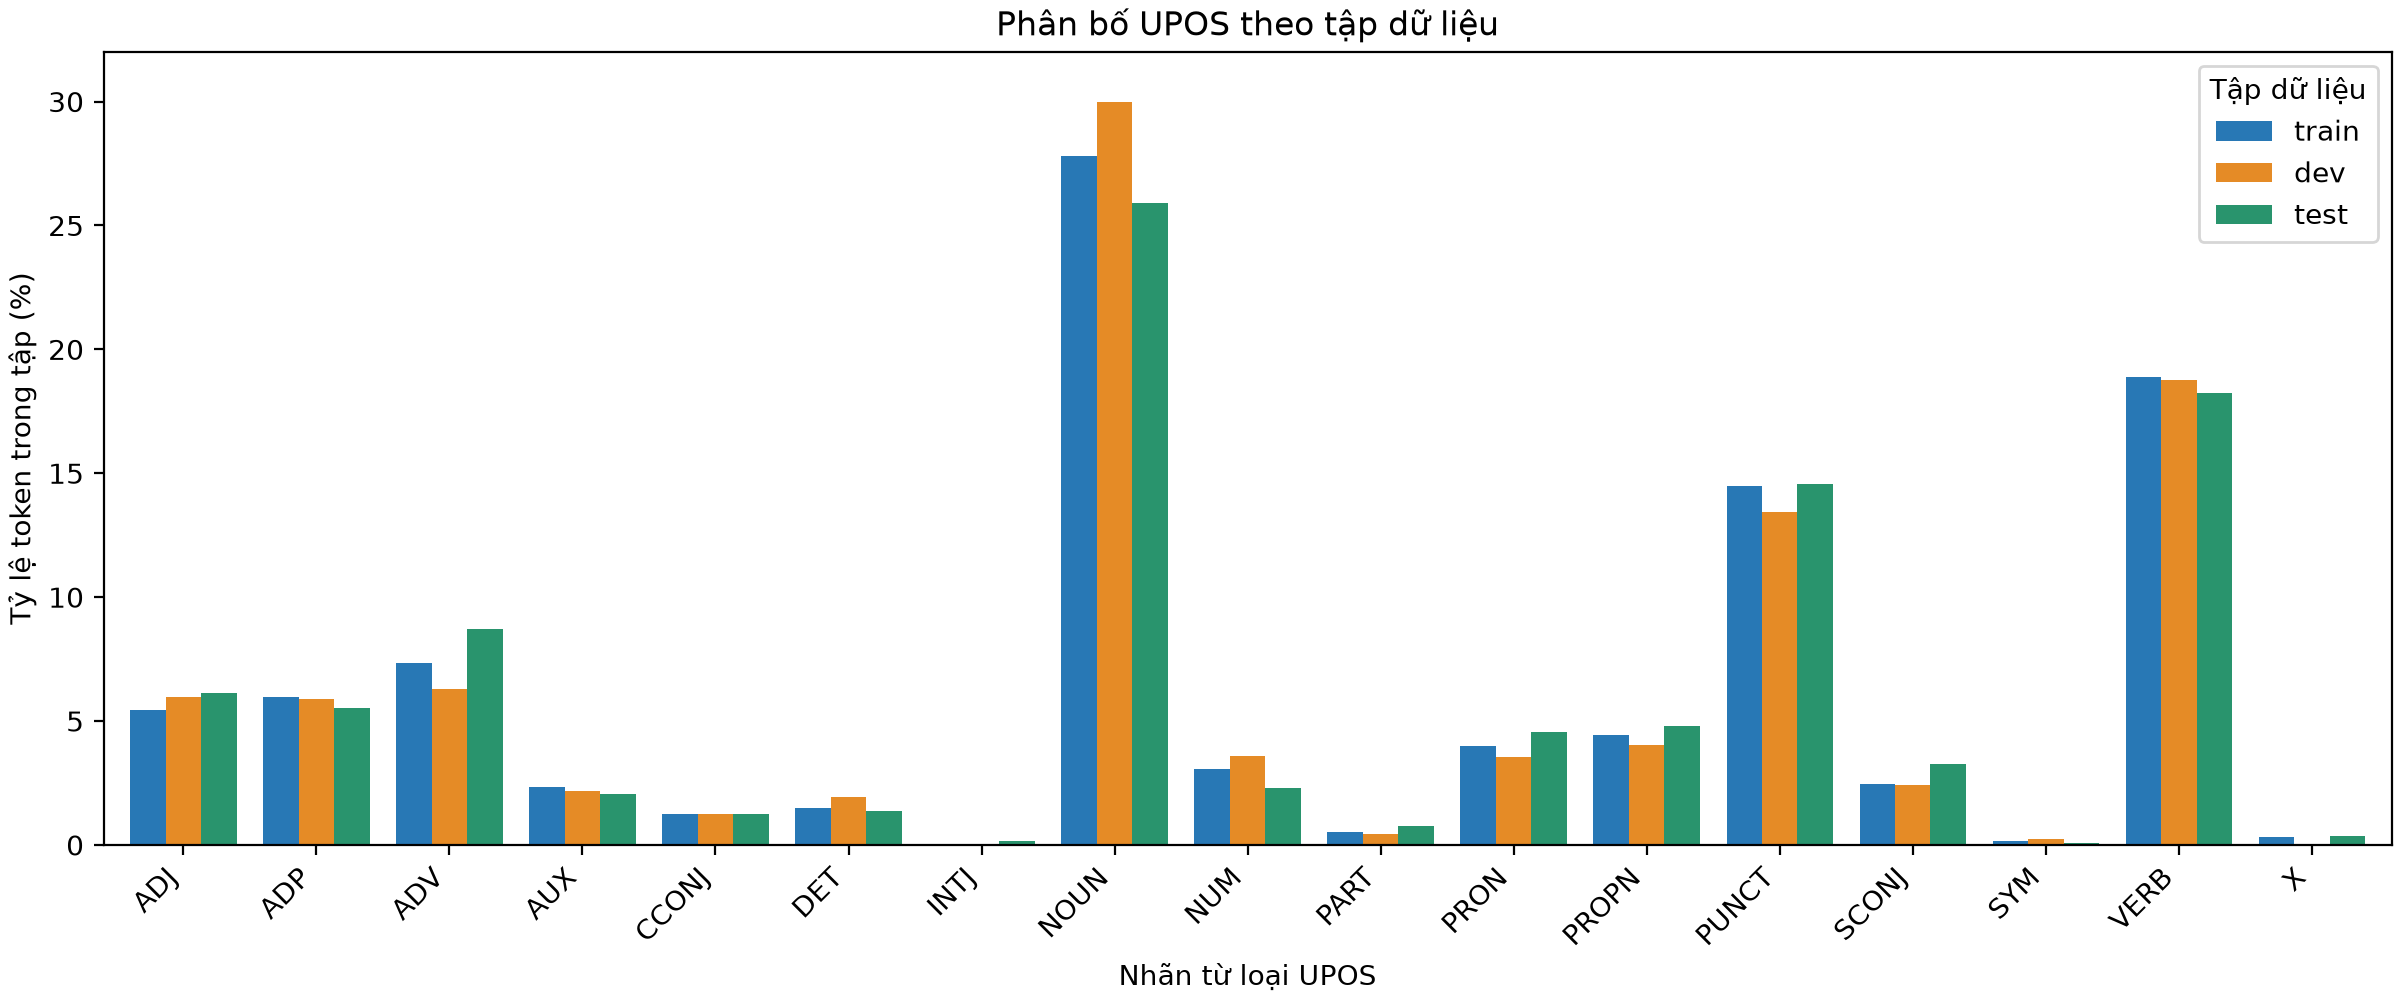 Phân bố UPOS theo tập dữ liệu
Tập dữ liệu
train
dev
test
Tỷ lệ token trong tập (%)
30
25
20
15
10
5
0
ADJ
ADP
ADV
AUX
CCONJ
DET
INTJ
NOUN
NUM
PART
PRON
PROPN
PUNCT
SCONJ
SYM
VERB
X
Nhãn từ loại UPOS